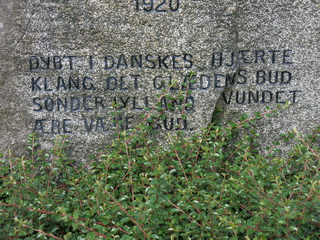 1920
DYBT I DANSKES HJERTE
KLANG DET GLÆDENS BUD
SØNDERJYLLAND VUNDET
ÆRE VÆRE GUD.